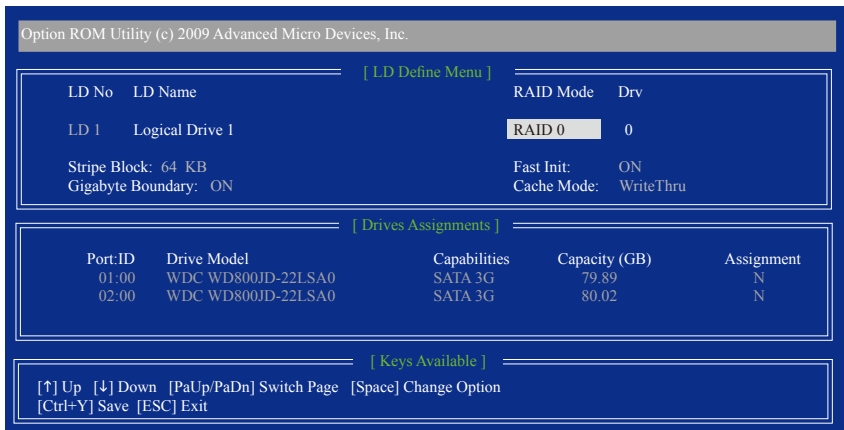 Option ROM Utility (c) 2009 Advanced Micro Devices, Inc.
[ LD Define Menu ]
LD No LD Name RAID Mode Drv
LD 1 Logical Drive 1 RAID 0 0
Stripe Block: 64 KB Fast Init: ON
Gigabyte Boundary: ON Cache Mode: WriteThru
[ Drives Assignments ]
Port:ID Drive Model Capabilities Capacity (GB) Assignment
01:00 WDC WD800JD-22LSA0 SATA 3G 79.89 N
02:00 WDC WD800JD-22LSA0 SATA 3G 80.02 N
[ Keys Available ]
[↑] Up [↓] Down [PaUp/PaDn] Switch Page [Space] Change Option
[Ctrl+Y] Save [ESC] Exit